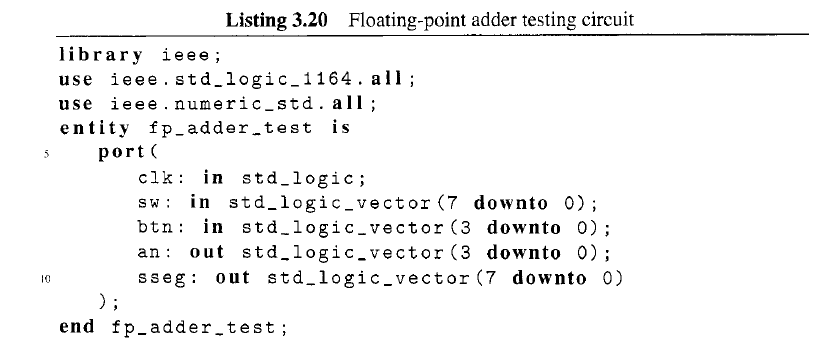 Listing 3.20 Floating-point adder testing circuit
library ieee;
use ieee.std_logic_1164.all;
use ieee.numeric_std.all;
entity fp_adder_test is
5 port(
clk: in std_logic;
sw: in std_logic_vector(7 downto 0);
btn: in std_logic_vector(3 downto 0);
an: out std_logic_vector(3 downto 0);
10 sseg: out std_logic_vector(7 downto 0)
);
end fp_adder_test;